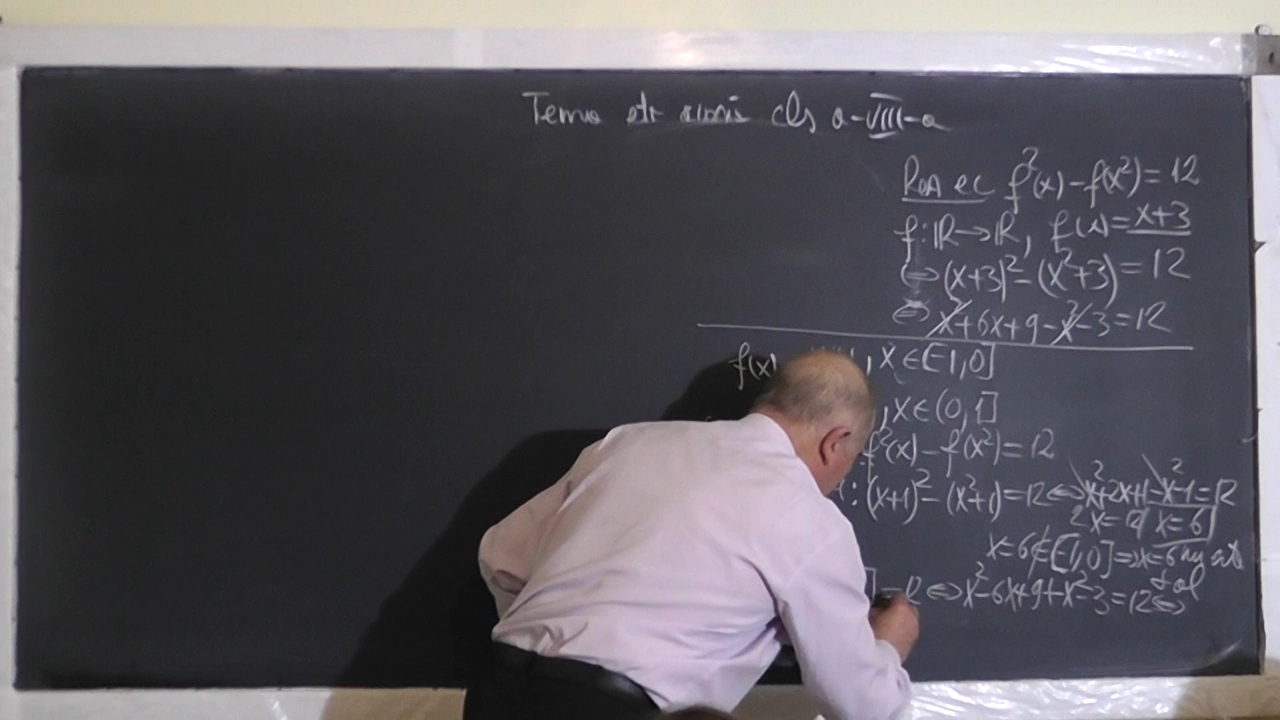 Tema ptr cls a-VIII-a
Rez ec f²(x)-f(x²)=12
f:ℝ→ℝ, f(x)=x+3
⇔(x+3)²-(x²+3)=12
⇔x²+6x+9-x²-3=12
f(x) , x∈[-1,0]
,x∈(0,1]
f²(x)-f(x²)=12
: (x+1)²-(x²+1)=12⇔x²+2x+1-x²-1=12
2x=12 x=6
x=6∉[-1,0]⇒x=6 nu este
sol
]=12⇔x²-6x+9+x²-3=12⇔